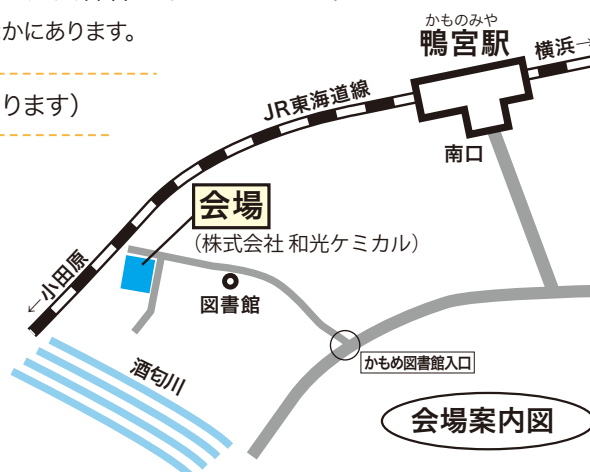 かにあります。
ります）
かものみや
鴨宮駅
横浜→
JR東海道線
南口
会場
（株式会社 和光ケミカル）
←小田原
図書館
かもめ図書館入口
酒匂川
会場案内図